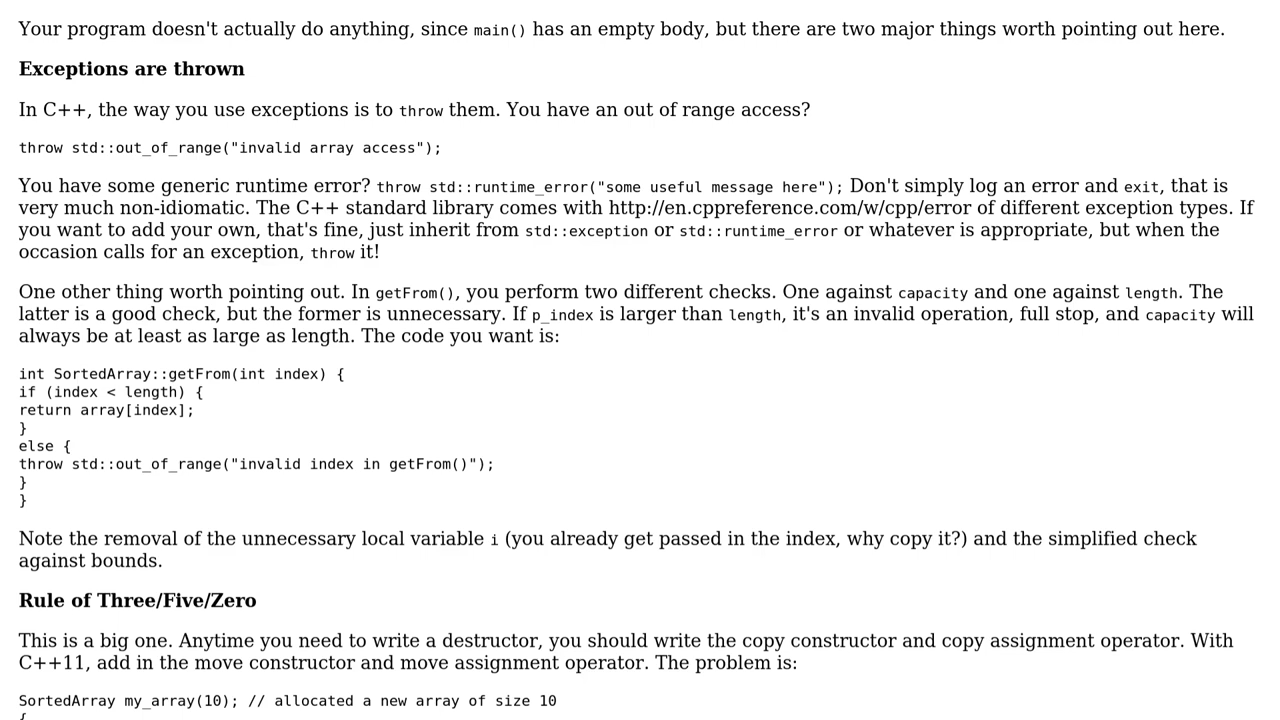 Your program doesn't actually do anything, since main() has an empty body, but there are two major things worth pointing out here.
Exceptions are thrown
In C++, the way you use exceptions is to throw them. You have an out of range access?
throw std::out_of_range("invalid array access");
You have some generic runtime error? throw std::runtime_error("some useful message here"); Don't simply log an error and exit, that is
very much non-idiomatic. The C++ standard library comes with http://en.cppreference.com/w/cpp/error of different exception types. If
you want to add your own, that's fine, just inherit from std::exception or std::runtime_error or whatever is appropriate, but when the
occasion calls for an exception, throw it!
One other thing worth pointing out. In getFrom(), you perform two different checks. One against capacity and one against length. The
latter is a good check, but the former is unnecessary. If p_index is larger than length, it's an invalid operation, full stop, and capacity will
always be at least as large as length. The code you want is:
int SortedArray::getFrom(int index) {
if (index < length) {
return array[index];
}
else {
throw std::out_of_range("invalid index in getFrom()");
}
}
Note the removal of the unnecessary local variable i (you already get passed in the index, why copy it?) and the simplified check
against bounds.
Rule of Three/Five/Zero
This is a big one. Anytime you need to write a destructor, you should write the copy constructor and copy assignment operator. With
C++11, add in the move constructor and move assignment operator. The problem is:
SortedArray my_array(10); // allocated a new array of size 10
{